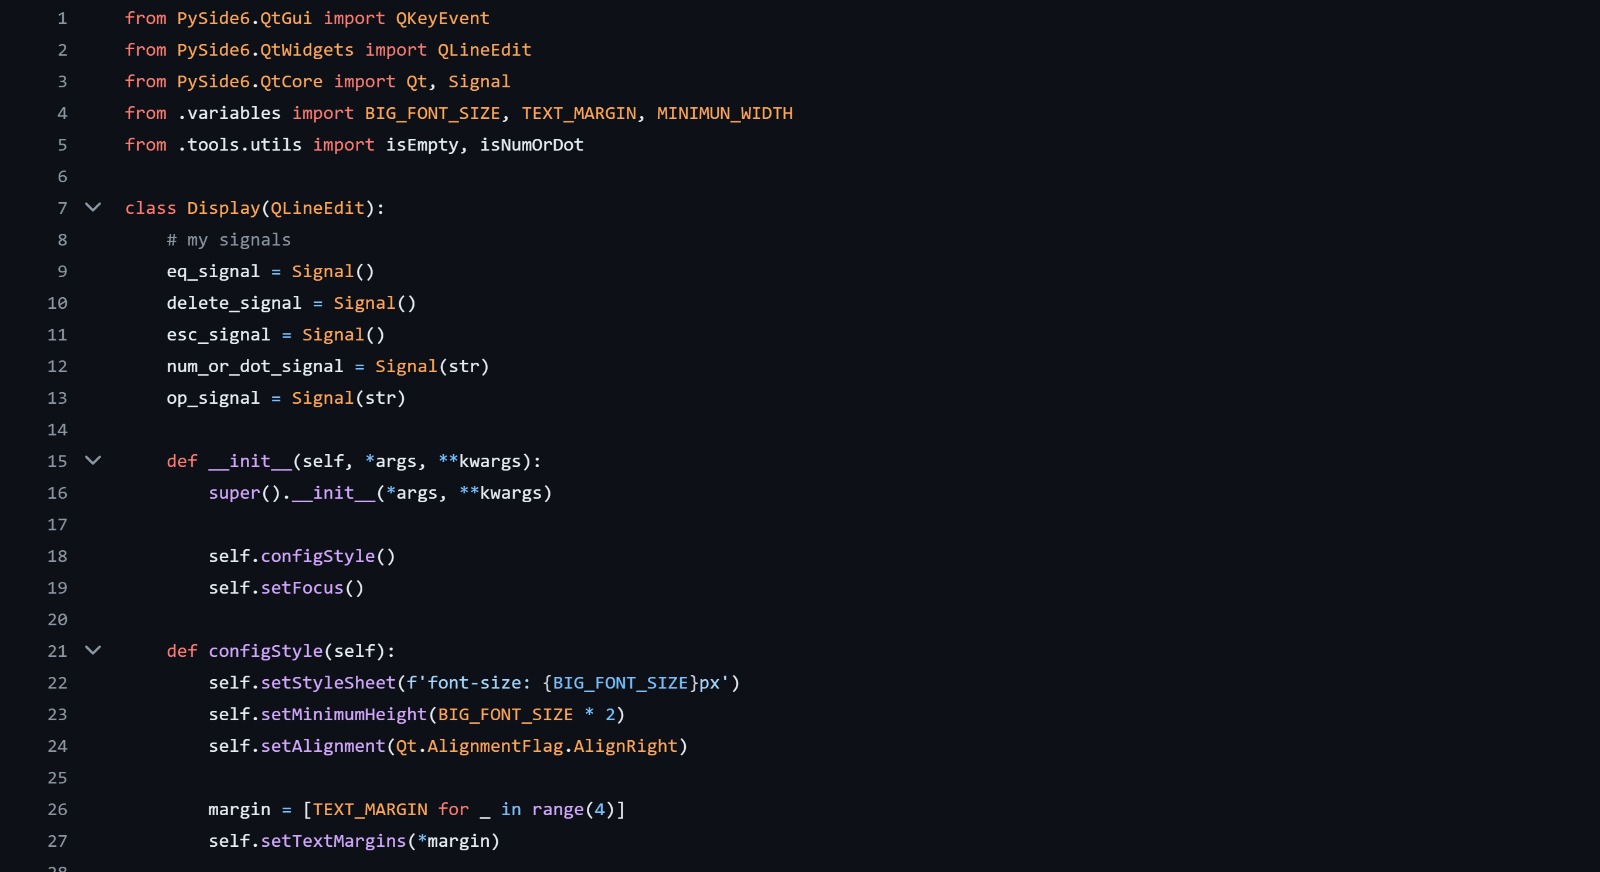 1 from PySide6.QtGui import QKeyEvent
2 from PySide6.QtWidgets import QLineEdit
3 from PySide6.QtCore import Qt, Signal
4 from .variables import BIG_FONT_SIZE, TEXT_MARGIN, MINIMUN_WIDTH
5 from .tools.utils import isEmpty, isNumOrDot
6
7 class Display(QLineEdit):
8     # my signals
9     eq_signal = Signal()
10     delete_signal = Signal()
11     esc_signal = Signal()
12     num_or_dot_signal = Signal(str)
13     op_signal = Signal(str)
14
15     def __init__(self, *args, **kwargs):
16         super().__init__(*args, **kwargs)
17
18         self.configStyle()
19         self.setFocus()
20
21     def configStyle(self):
22         self.setStyleSheet(f'font-size: {BIG_FONT_SIZE}px')
23         self.setMinimumHeight(BIG_FONT_SIZE * 2)
24         self.setAlignment(Qt.AlignmentFlag.AlignRight)
25
26         margin = [TEXT_MARGIN for _ in range(4)]
27         self.setTextMargins(*margin)
28